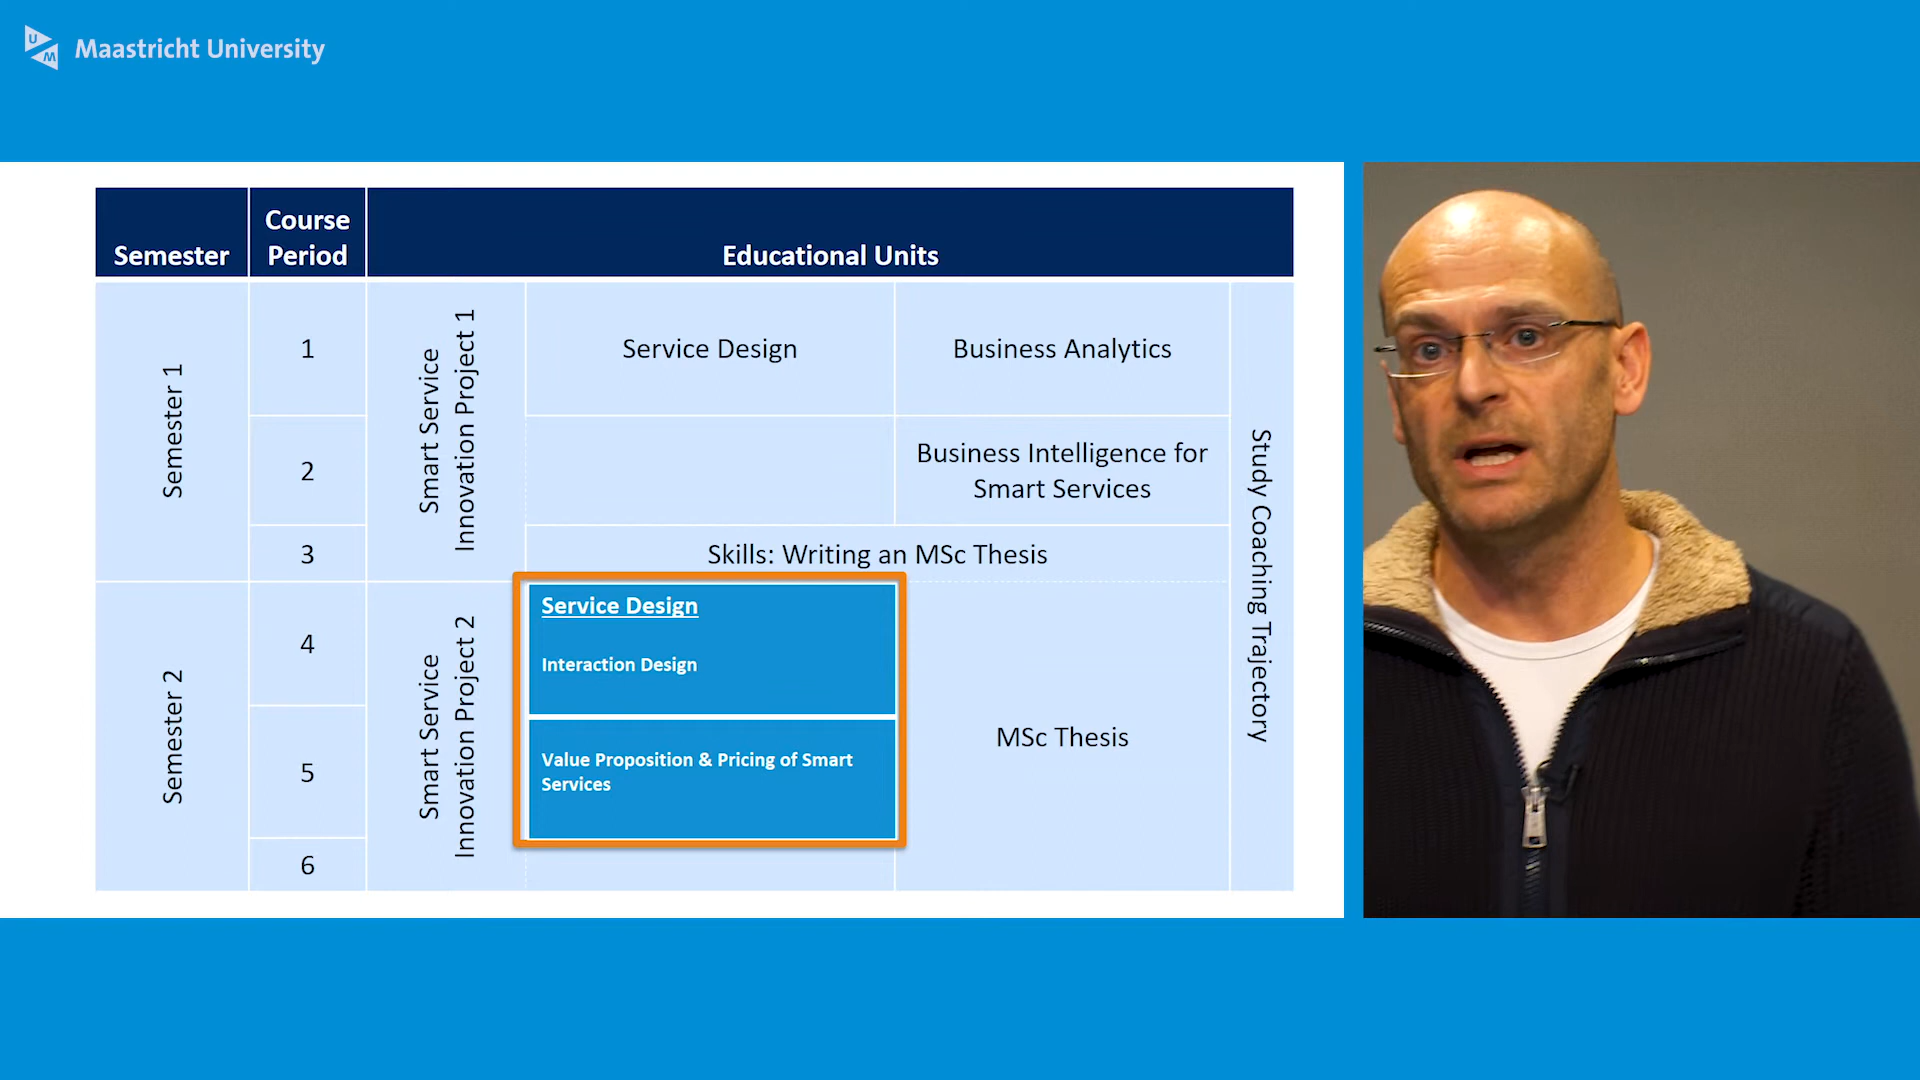 UM
Maastricht University
Semester
Course
Period
Educational Units
Semester 1
1
Smart Service
Innovation Project 1
Service Design
Business Analytics
Study Coaching Trajectory
2
Business Intelligence for
Smart Services
3
Skills: Writing an MSc Thesis
Semester 2
4
Smart Service
Innovation Project 2
Service Design
Interaction Design
MSc Thesis
5
Value Proposition & Pricing of Smart
Services
6